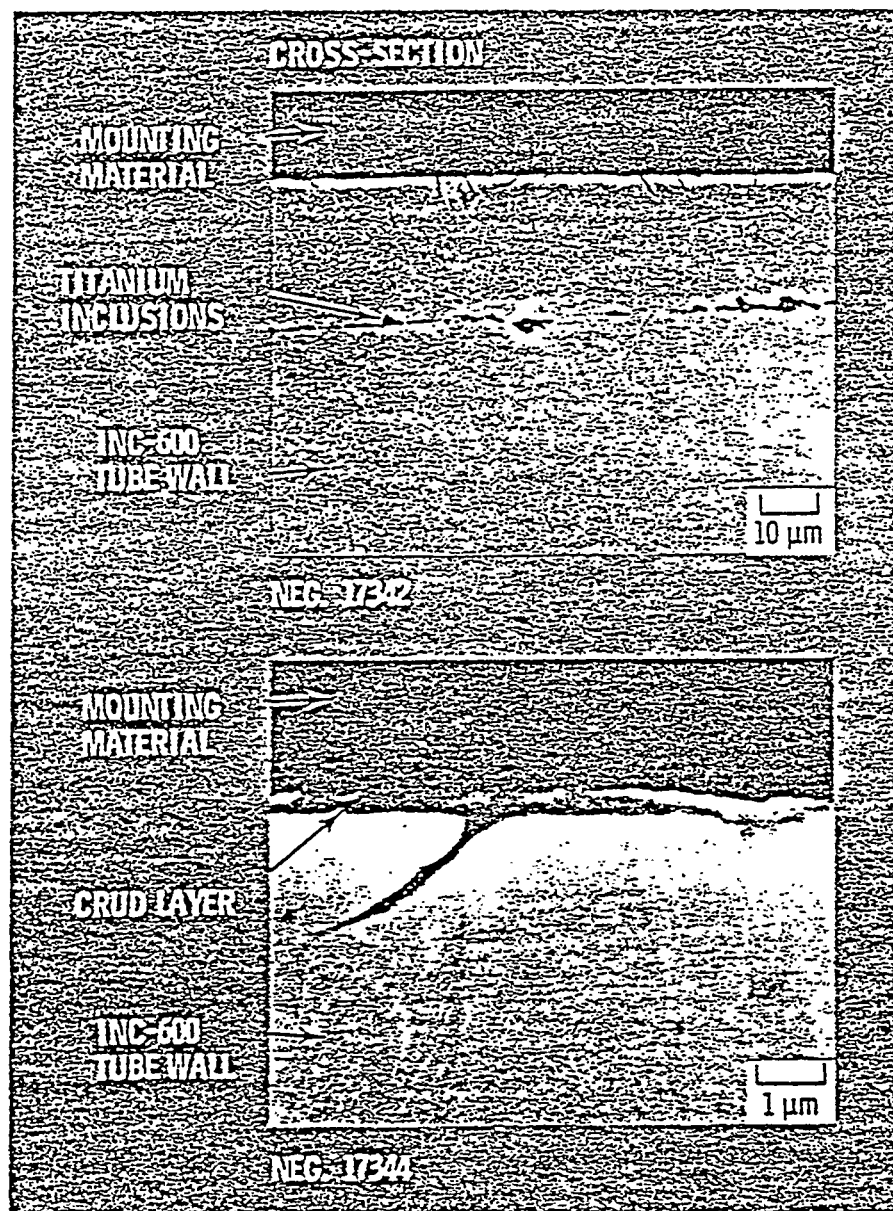 CROSS-SECTION
MOUNTING
MATERIAL
TITANIUM
INCLUSIONS
INC-600
TUBE WALL
10 μm
NEG. 17342
MOUNTING
MATERIAL
CRUD LAYER
INC-600
TUBE WALL
1 μm
NEG. 17344